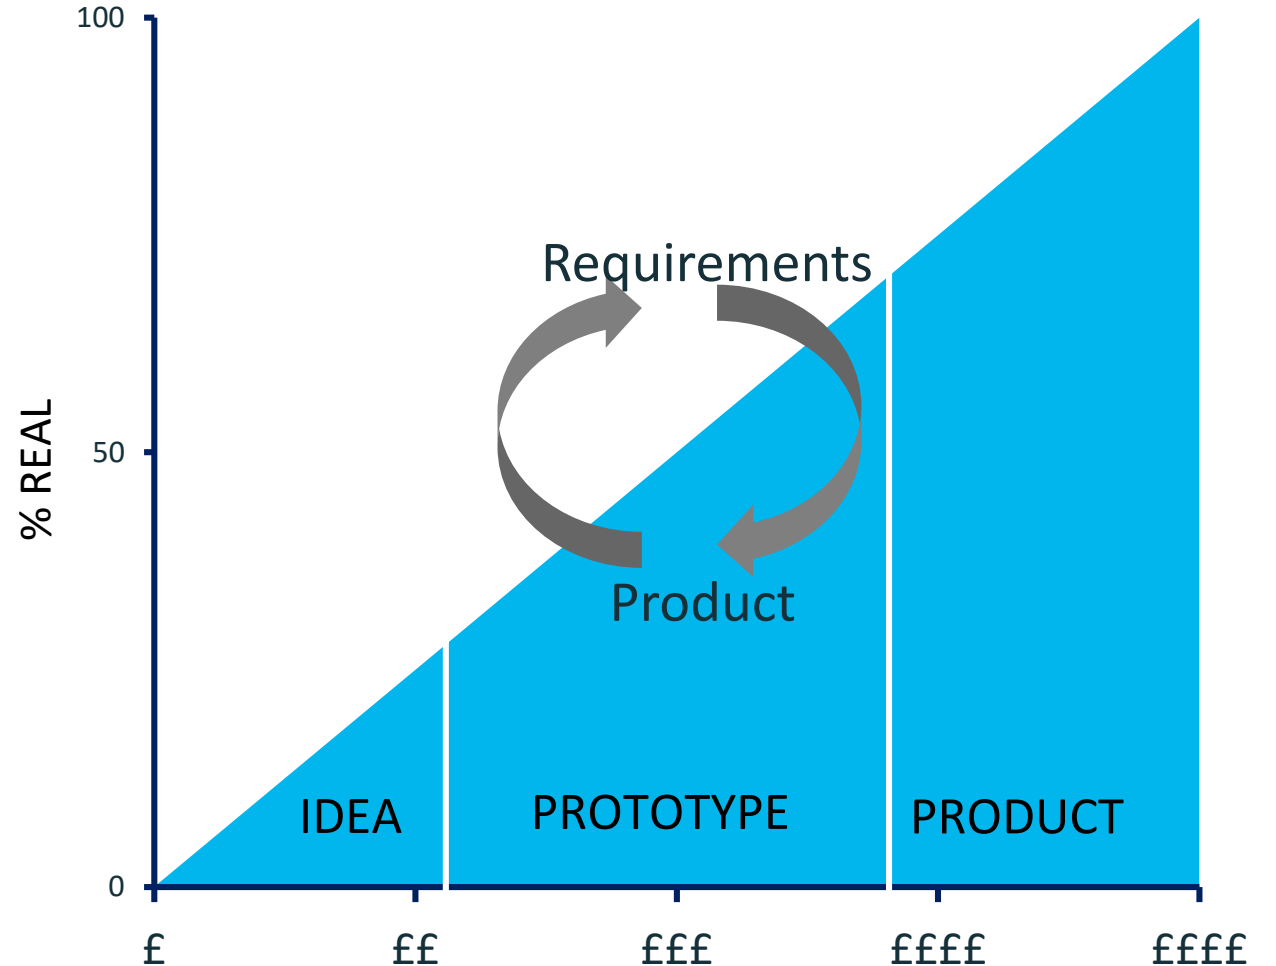 100
Requirements
% REAL
50
Product
IDEA
PROTOTYPE
PRODUCT
0
£
££
£££
££££
££££